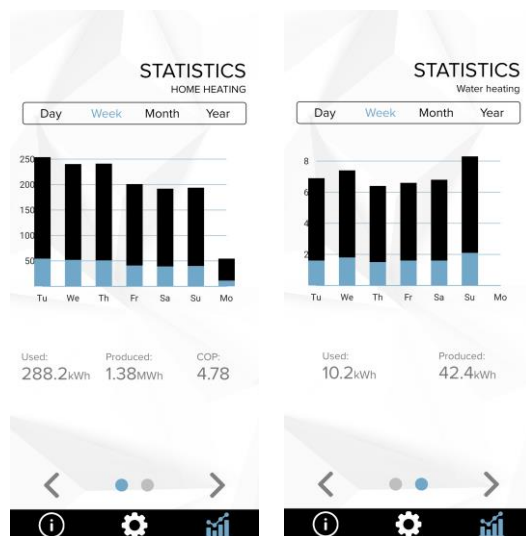 STATISTICS
HOME HEATING
Day Week Month Year
250
200
150
100
50
Tu We Th Fr Sa Su Mo
Used: Produced: COP:
288.2kWh 1.38MWh 4.78
i
STATISTICS
Water heating
Day Week Month Year
8
6
4
2
Tu We Th Fr Sa Su Mo
Used: Produced:
10.2kWh 42.4kWh
i